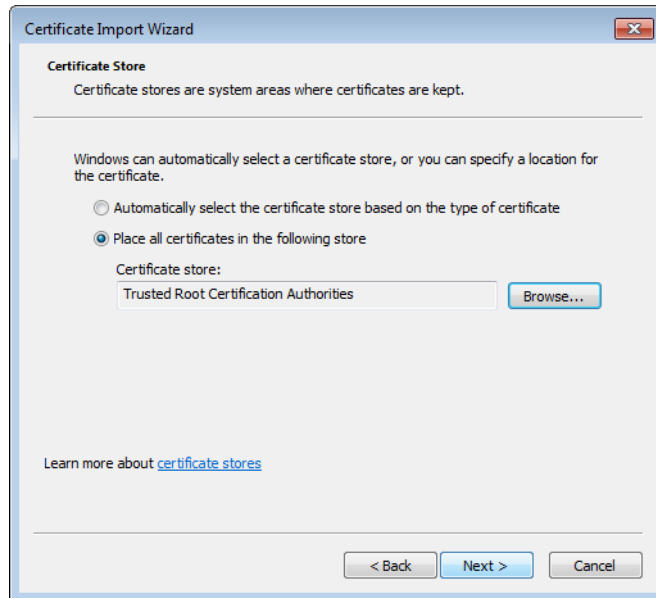 Certificate Import Wizard
Certificate Store
Certificate stores are system areas where certificates are kept.
Windows can automatically select a certificate store, or you can specify a location for
the certificate.
Automatically select the certificate store based on the type of certificate
Place all certificates in the following store
Certificate store:
Trusted Root Certification Authorities
Browse...
Learn more about certificate stores
< Back
Next >
Cancel